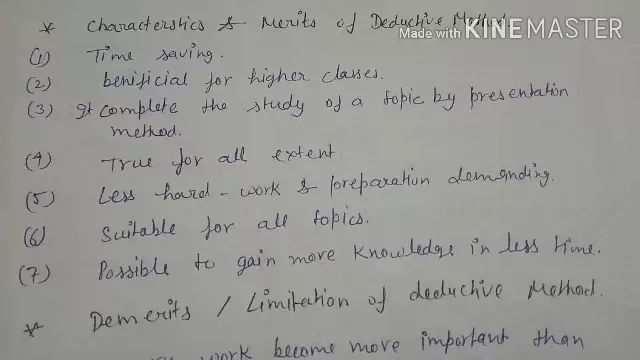 * Characterstics & Merits of Deductive Method
Made with KINEMASTER
(1) Time saving.
(2) benificial for higher classes.
(3) It complete the study of a topic by presentation
method.
(4) True for all extent.
(5) Less hard-work & preparation demanding.
(6) Suitable for all topics.
(7) Possible to gain more knowledge in less time.
* Demerits / Limitation of deductive Method.
work become more important than